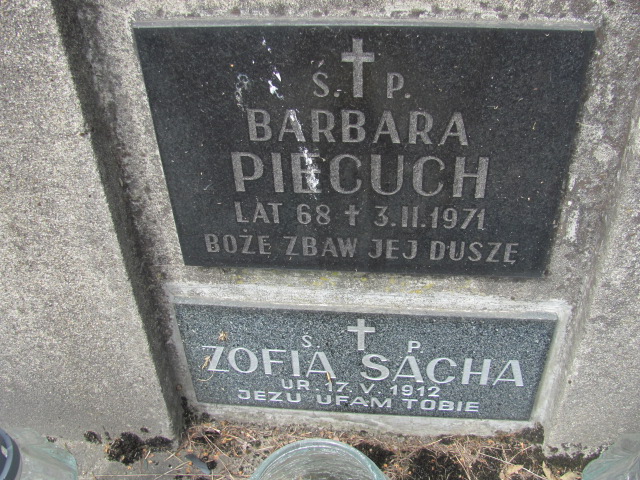 Ś. P.
BARBARA
PIECUCH
LAT 68 ✝ 3.II.1971
BOŻE ZBAW JEJ DUSZĘ
Ś. P.
ZOFIA SACHA
UR. 17.V.1912
JEZU UFAM TOBIE